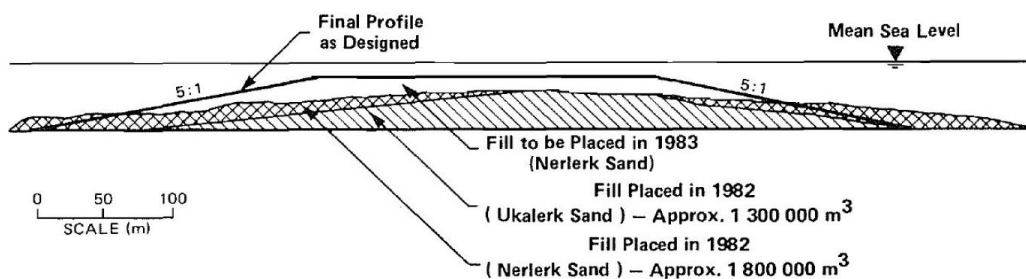 Final Profile
as Designed
Mean Sea Level
5:1
5:1
Fill to be Placed in 1983
(Nerlerk Sand)
0 50 100
SCALE (m)
Fill Placed in 1982
( Ukalerk Sand ) – Approx. 1 300 000 m³
Fill Placed in 1982
( Nerlerk Sand ) – Approx. 1 800 000 m³